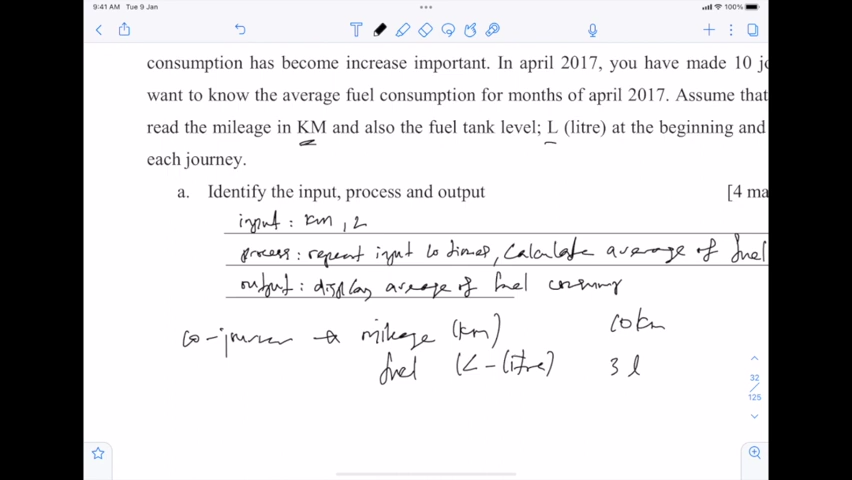 9:41 AM Tue 9 Jan
100%
T
consumption has become increase important. In april 2017, you have made 10 jo
want to know the average fuel consumption for months of april 2017. Assume that
read the mileage in KM and also the fuel tank level; L (litre) at the beginning and
each journey.
a. Identify the input, process and output [4 ma
input : km , L
process : repeat input 10 times, calculate average of fuel
output : display average of fuel
10 - → mileage (km) 10 km
fuel (L - litre) 3 l
32
125